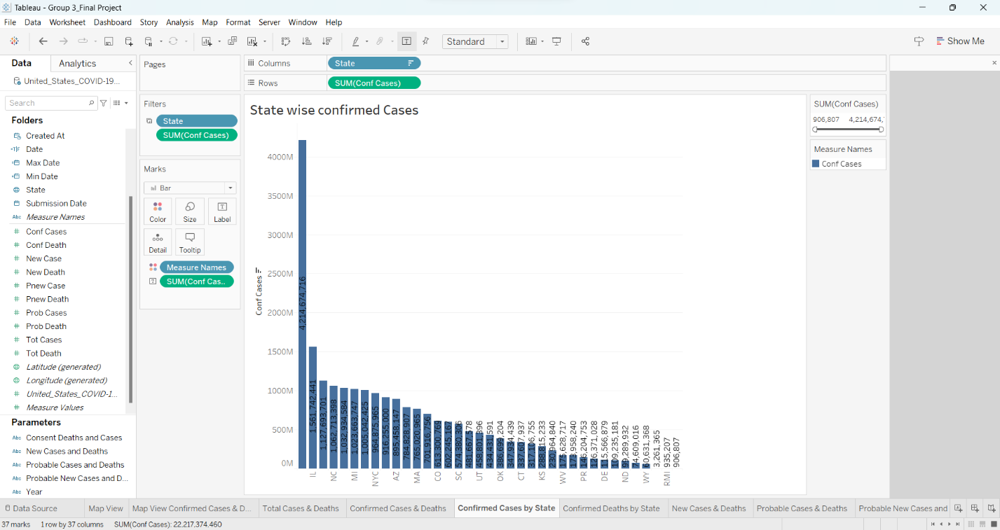 Tableau - Group 3_Final Project
File Data Worksheet Dashboard Story Analysis Map Format Server Window Help
Standard
Show Me
Data
Analytics
United_States_COVID-19...
Search
Folders
Created At
Date
Max Date
Min Date
State
Submission Date
Abc Measure Names
Conf Cases
Conf Death
New Case
New Death
Pnew Case
Pnew Death
Prob Cases
Prob Death
Tot Cases
Tot Death
Latitude (generated)
Longitude (generated)
United_States_COVID-1...
Measure Values
Parameters
Abc Consent Deaths and Cases
Abc New Cases and Deaths
Abc Probable Cases and Deaths
Abc Probable New Cases and D...
Abc Year
Pages
Filters
State
SUM(Conf Cases)
Marks
Bar
Color
Size
Label
Detail
Tooltip
Measure Names
SUM(Conf Cas..
Columns
State
Rows
SUM(Conf Cases)
State wise confirmed Cases
Conf Cases
4000M
3500M
3000M
2500M
2000M
1500M
1000M
500M
0M
4,214,674,716
1,561,742,441
1,127,693,701
1,062,713,398
1,032,934,584
1,023,663,747
1,005,042,425
964,875,965
916,255,000
895,458,147
784,828,907
765,020,965
701,916,756
613,300,769
602,245,167
574,380,306
481,667,578
458,801,396
434,431,591
386,699,204
347,734,439
337,607,937
317,106,755
288,815,233
230,964,840
175,628,717
173,958,240
146,204,753
126,371,028
115,566,879
109,235,181
99,289,932
74,609,016
60,631,368
3,261,365
935,207
906,807
IL
NC
MI
NYC
AZ
MA
CO
SC
UT
OK
CT
KS
WV
PR
DE
ND
WY
RMI
SUM(Conf Cases)
906,807 4,214,674,
Measure Names
Conf Cases
Data Source
Map View
Map View Confirmed Cases & D...
Total Cases & Deaths
Confirmed Cases & Deaths
Confirmed Cases by State
Confirmed Deaths by State
New Cases & Deaths
Probable Cases & Deaths
Probable New Cases and
37 marks 1 row by 37 columns SUM(Conf Cases): 22,217,374,460